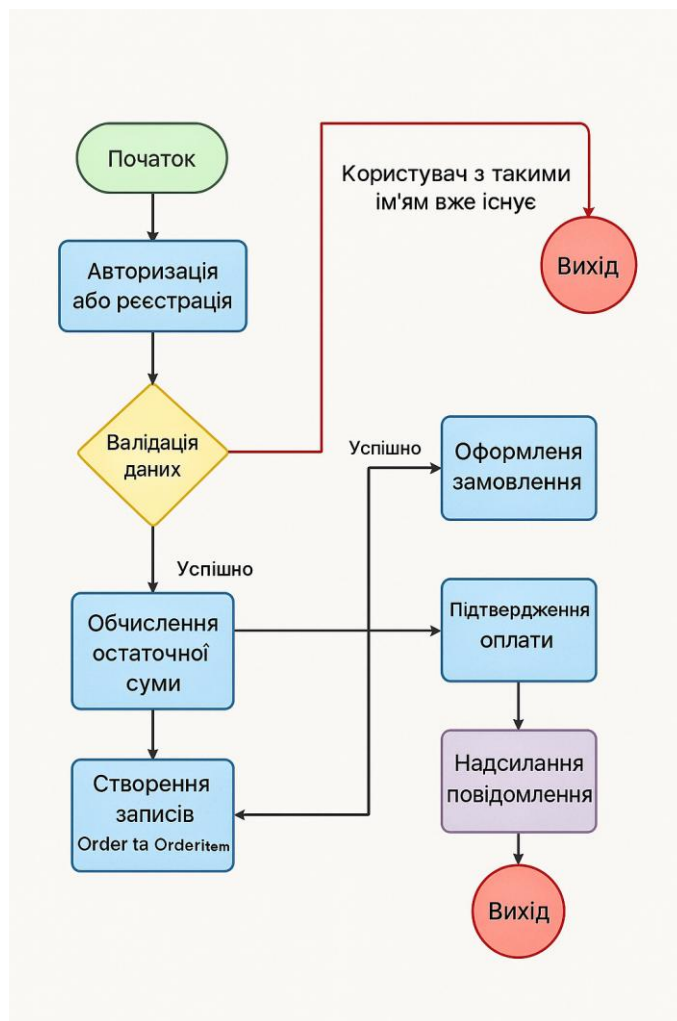 Початок
Користувач з такими
ім'ям вже існує
Вихід
Авторизація
або рєєстрація
Валідація
даних
Успішно
Оформленя
замовлення
Успішно
Обчислення
остаточної
суми
Підтвердження
оплати
Створення
записів
Order та Orderitem
Надсилання
повідомлення
Вихід